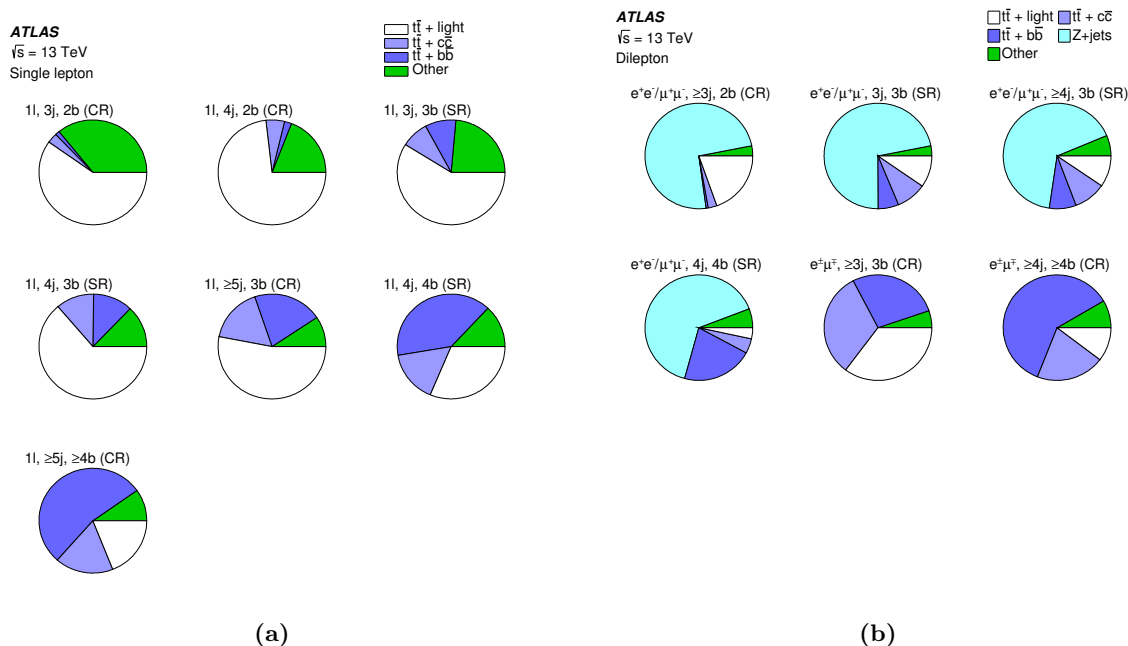 ATLAS
√s = 13 TeV
Single lepton
tt̄ + light
tt̄ + cc̄
tt̄ + bb̄
Other
1l, 3j, 2b (CR)
1l, 4j, 2b (CR)
1l, 3j, 3b (SR)
1l, 4j, 3b (SR)
1l, ≥5j, 3b (CR)
1l, 4j, 4b (SR)
1l, ≥5j, ≥4b (CR)
(a)
ATLAS
√s = 13 TeV
Dilepton
tt̄ + light
tt̄ + cc̄
tt̄ + bb̄
Z+jets
Other
e⁺e⁻/μ⁺μ⁻, ≥3j, 2b (CR)
e⁺e⁻/μ⁺μ⁻, 3j, 3b (SR)
e⁺e⁻/μ⁺μ⁻, ≥4j, 3b (SR)
e⁺e⁻/μ⁺μ⁻, 4j, 4b (SR)
e±μ∓, ≥3j, 3b (CR)
e±μ∓, ≥4j, ≥4b (CR)
(b)